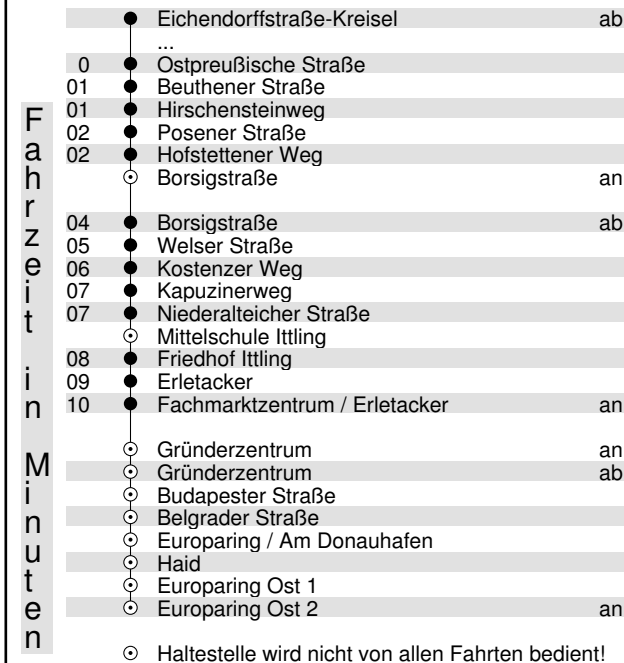 Eichendorffstraße-Kreisel ab
...
0 Ostpreußische Straße
01 Beuthener Straße
01 Hirschensteinweg
02 Posener Straße
02 Hofstettener Weg
Borsigstraße an
04 Borsigstraße ab
05 Welser Straße
06 Kostenzer Weg
07 Kapuzinerweg
07 Niederalteicher Straße
Mittelschule Ittling
08 Friedhof Ittling
09 Erletacker
10 Fachmarktzentrum / Erletacker an
Gründerzentrum an
Gründerzentrum ab
Budapester Straße
Belgrader Straße
Europaring / Am Donauhafen
Haid
Europaring Ost 1
Europaring Ost 2 an
Haltestelle wird nicht von allen Fahrten bedient!
Fahrzeit in Minuten